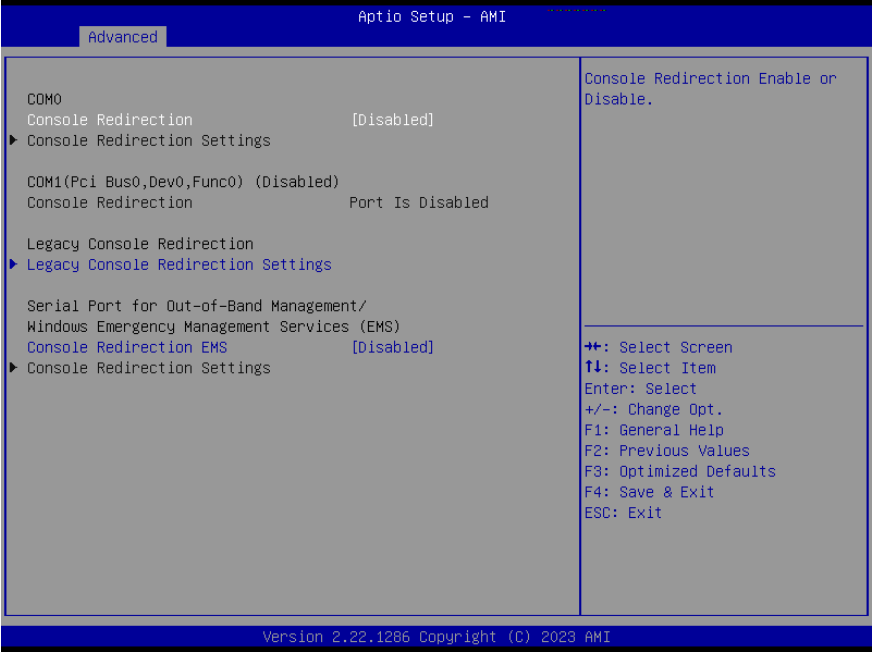 Aptio Setup – AMI
Advanced
COM0
Console Redirection [Disabled]
Console Redirection Settings
COM1(Pci Bus0,Dev0,Func0) (Disabled)
Console Redirection Port Is Disabled
Legacy Console Redirection
Legacy Console Redirection Settings
Serial Port for Out-of-Band Management/
Windows Emergency Management Services (EMS)
Console Redirection EMS [Disabled]
Console Redirection Settings
Console Redirection Enable or
Disable.
→←: Select Screen
↑↓: Select Item
Enter: Select
+/-: Change Opt.
F1: General Help
F2: Previous Values
F3: Optimized Defaults
F4: Save & Exit
ESC: Exit
Version 2.22.1286 Copyright (C) 2023 AMI